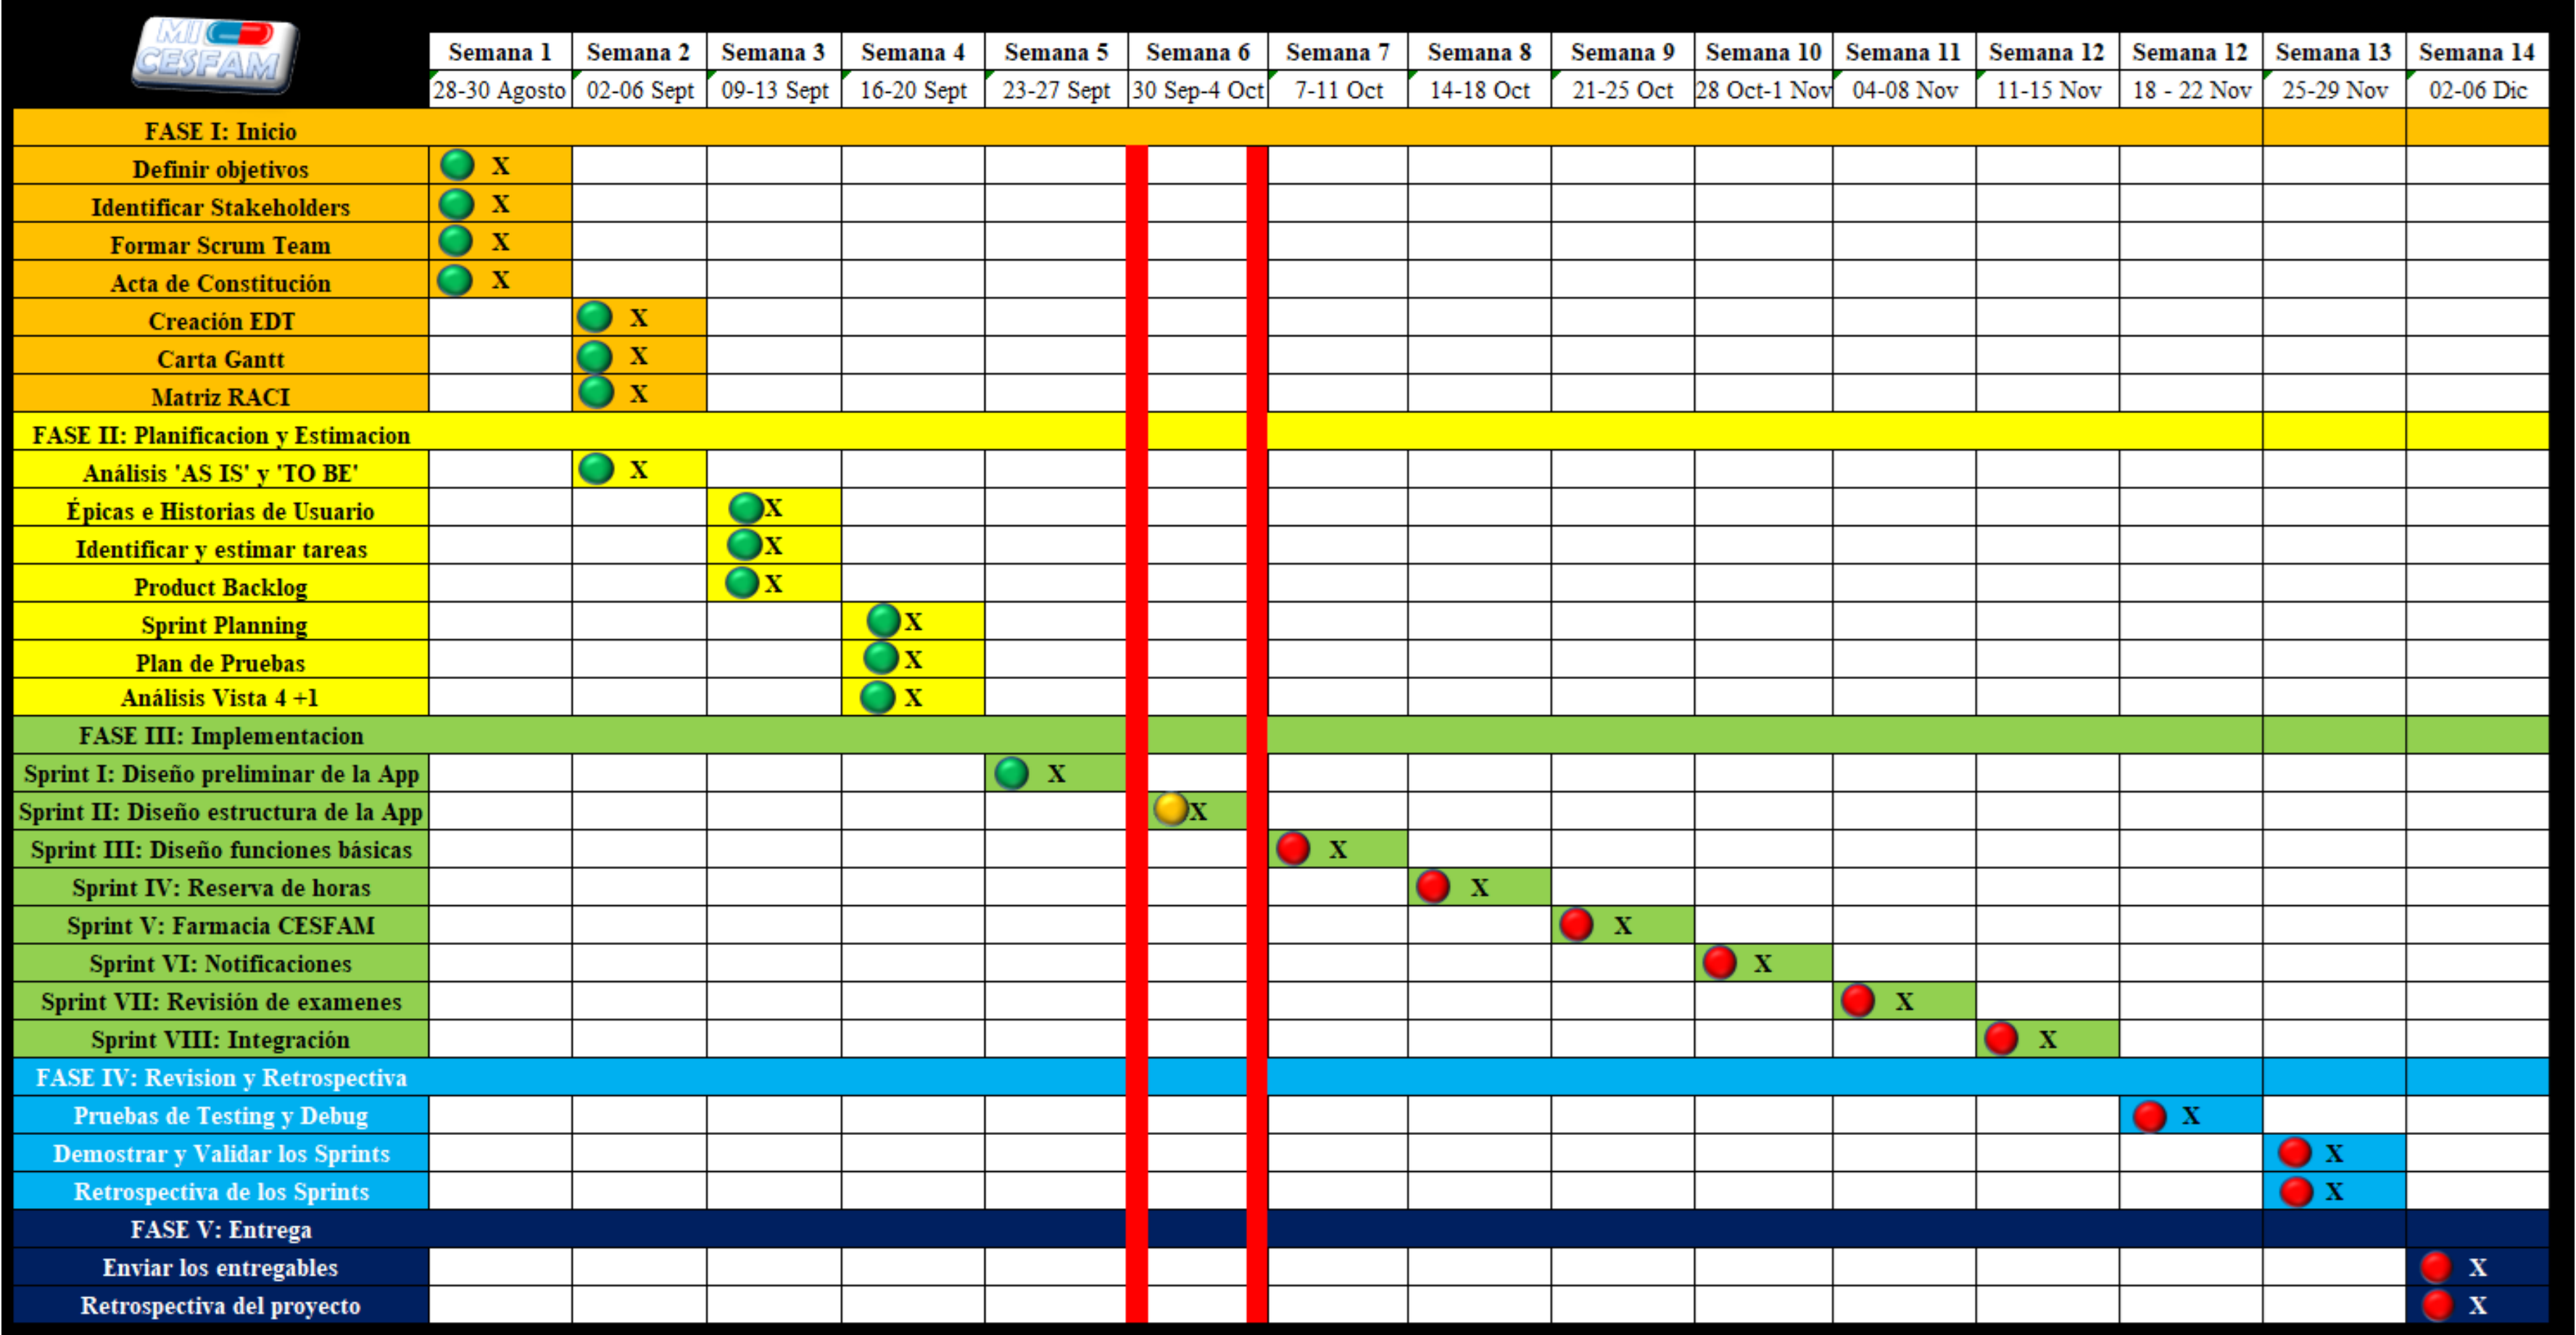 MI
CESFAM
Semana 1 Semana 2 Semana 3 Semana 4 Semana 5 Semana 6 Semana 7 Semana 8 Semana 9 Semana 10 Semana 11 Semana 12 Semana 12 Semana 13 Semana 14
28-30 Agosto 02-06 Sept 09-13 Sept 16-20 Sept 23-27 Sept 30 Sep-4 Oct 7-11 Oct 14-18 Oct 21-25 Oct 28 Oct-1 Nov 04-08 Nov 11-15 Nov 18 - 22 Nov 25-29 Nov 02-06 Dic
FASE I: Inicio
Definir objetivos X
Identificar Stakeholders X
Formar Scrum Team X
Acta de Constitución X
Creación EDT X
Carta Gantt X
Matriz RACI X
FASE II: Planificacion y Estimacion
Análisis 'AS IS' y 'TO BE' X
Épicas e Historias de Usuario X
Identificar y estimar tareas X
Product Backlog X
Sprint Planning X
Plan de Pruebas X
Análisis Vista 4 +1 X
FASE III: Implementacion
Sprint I: Diseño preliminar de la App X
Sprint II: Diseño estructura de la App X
Sprint III: Diseño funciones básicas X
Sprint IV: Reserva de horas X
Sprint V: Farmacia CESFAM X
Sprint VI: Notificaciones X
Sprint VII: Revisión de examenes X
Sprint VIII: Integración X
FASE IV: Revision y Retrospectiva
Pruebas de Testing y Debug X
Demostrar y Validar los Sprints X
Retrospectiva de los Sprints X
FASE V: Entrega
Enviar los entregables X
Retrospectiva del proyecto X